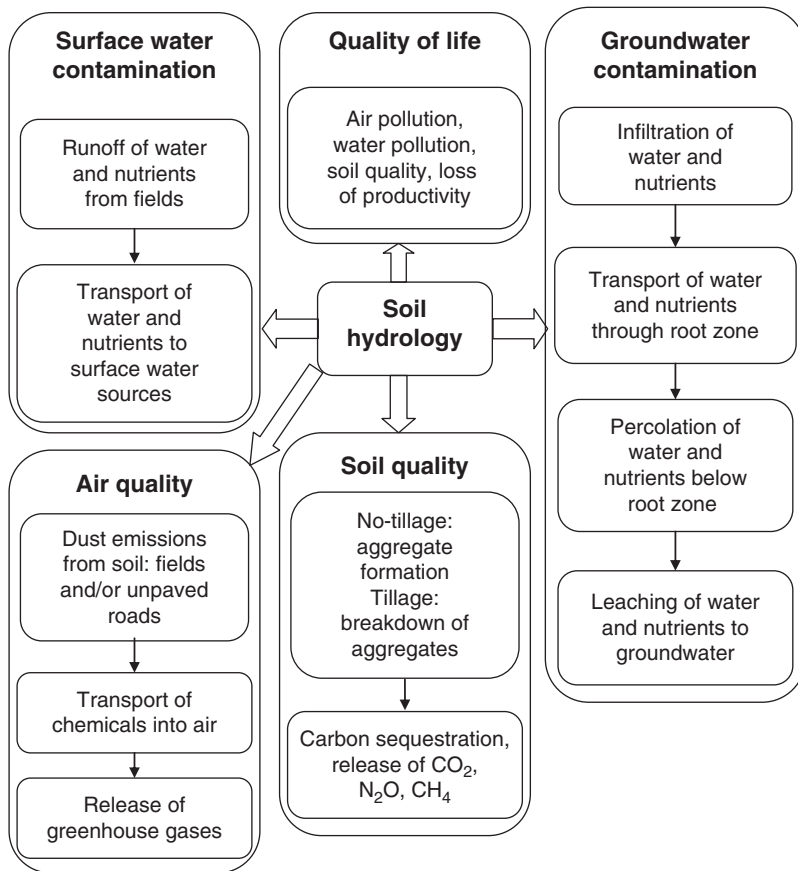 Surface water
contamination
Runoff of water
and nutrients
from fields
Transport of
water and
nutrients to
surface water
sources
Quality of life
Air pollution,
water pollution,
soil quality, loss
of productivity
Groundwater
contamination
Infiltration of
water and
nutrients
Transport of water
and nutrients
through root zone
Percolation of
water and
nutrients below
root zone
Leaching of water
and nutrients to
groundwater
Soil
hydrology
Air quality
Dust emissions
from soil: fields
and/or unpaved
roads
Transport of
chemicals into air
Release of
greenhouse gases
Soil quality
No-tillage:
aggregate
formation
Tillage:
breakdown of
aggregates
Carbon sequestration,
release of CO₂,
N₂O, CH₄